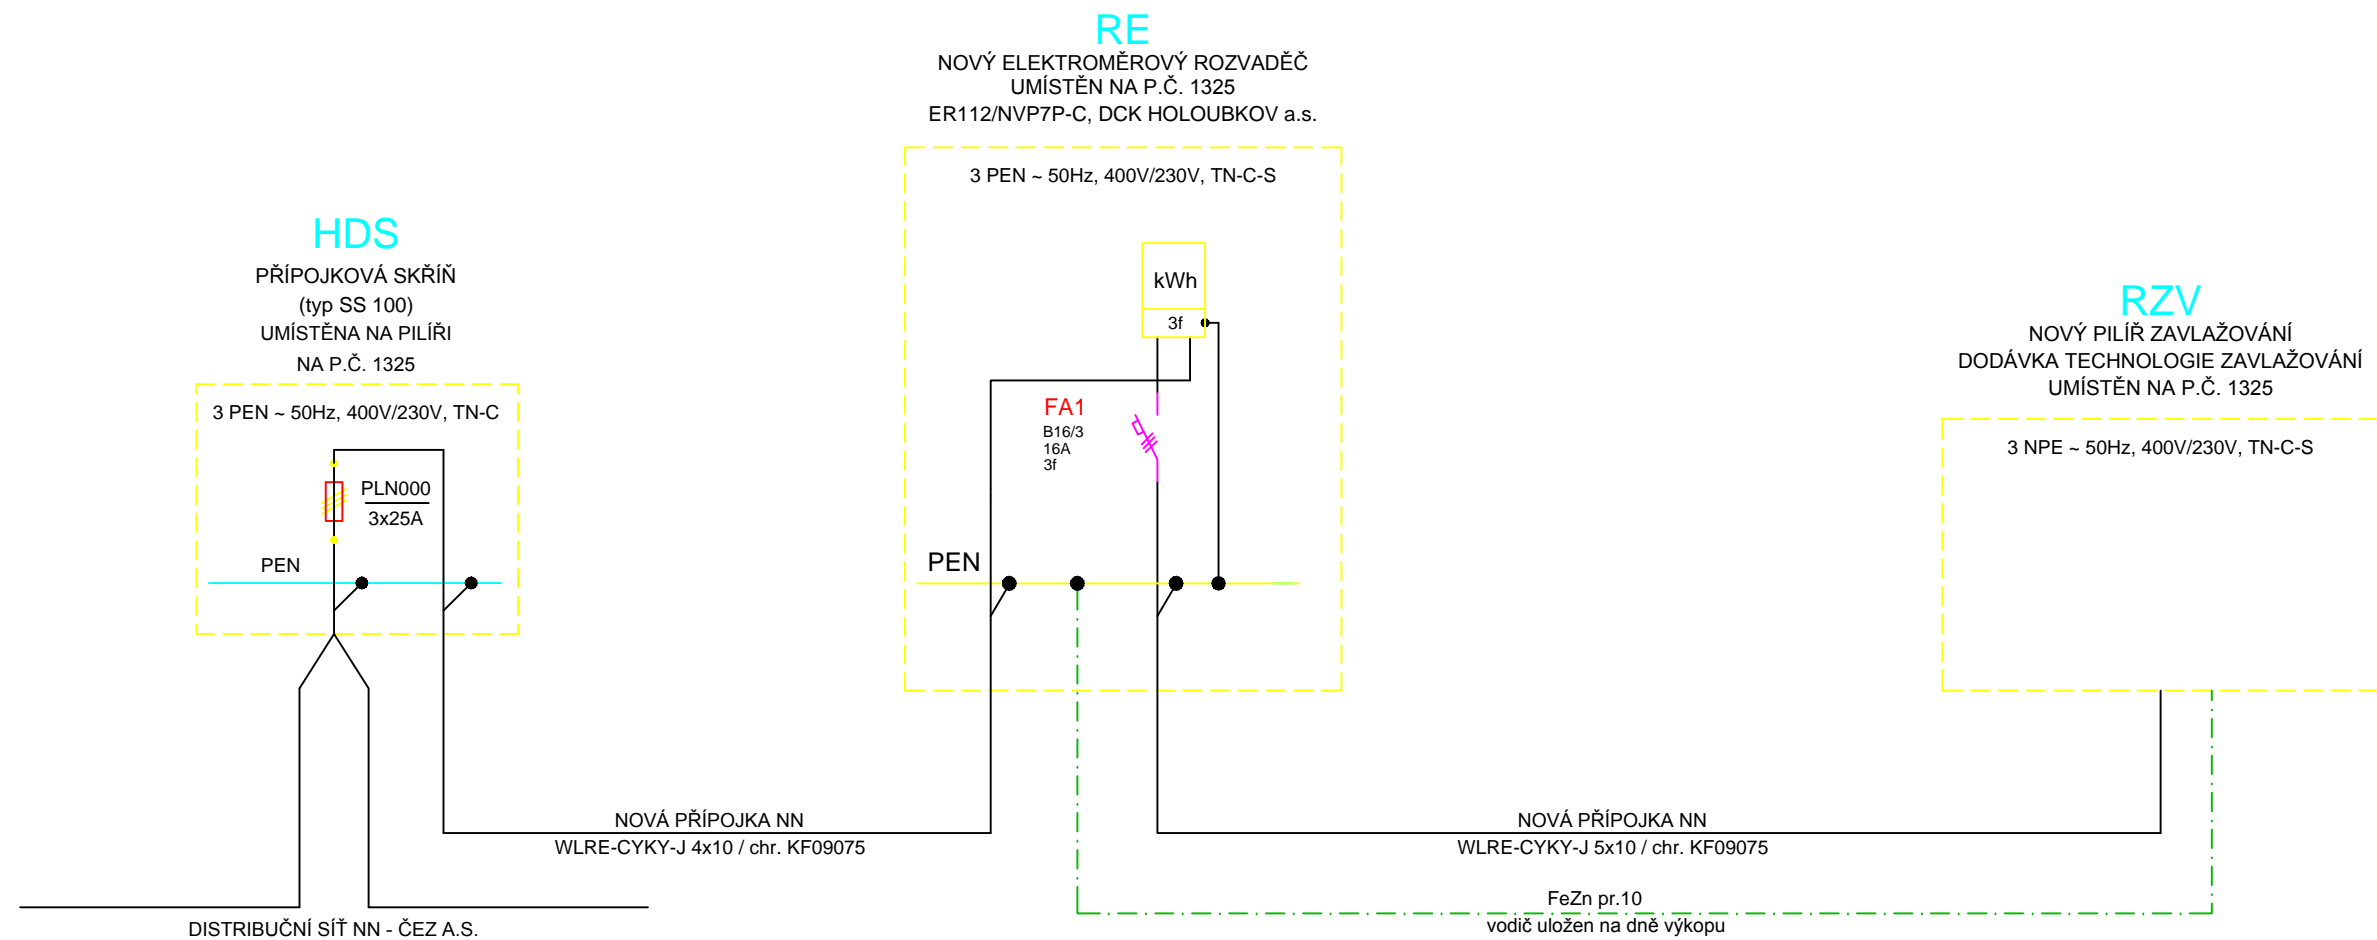 RE
NOVÝ ELEKTROMĚROVÝ ROZVADĚČ
UMÍSTĚN NA P.Č. 1325
ER112/NVP7P-C, DCK HOLOUBKOV a.s.
3 PEN ~ 50Hz, 400V/230V, TN-C-S
kWh
3f
FA1
B16/3
16A
3f
PEN
HDS
PŘÍPOJKOVÁ SKŘÍŇ
(typ SS 100)
UMÍSTĚNA NA PILÍŘI
NA P.Č. 1325
3 PEN ~ 50Hz, 400V/230V, TN-C
PLN000
3x25A
PEN
RZV
NOVÝ PILÍŘ ZAVLAŽOVÁNÍ
DODÁVKA TECHNOLOGIE ZAVLAŽOVÁNÍ
UMÍSTĚN NA P.Č. 1325
3 NPE ~ 50Hz, 400V/230V, TN-C-S
NOVÁ PŘÍPOJKA NN
WLRE-CYKY-J 4x10 / chr. KF09075
NOVÁ PŘÍPOJKA NN
WLRE-CYKY-J 5x10 / chr. KF09075
FeZn pr.10
vodič uložen na dně výkopu
DISTRIBUČNÍ SÍŤ NN - ČEZ A.S.